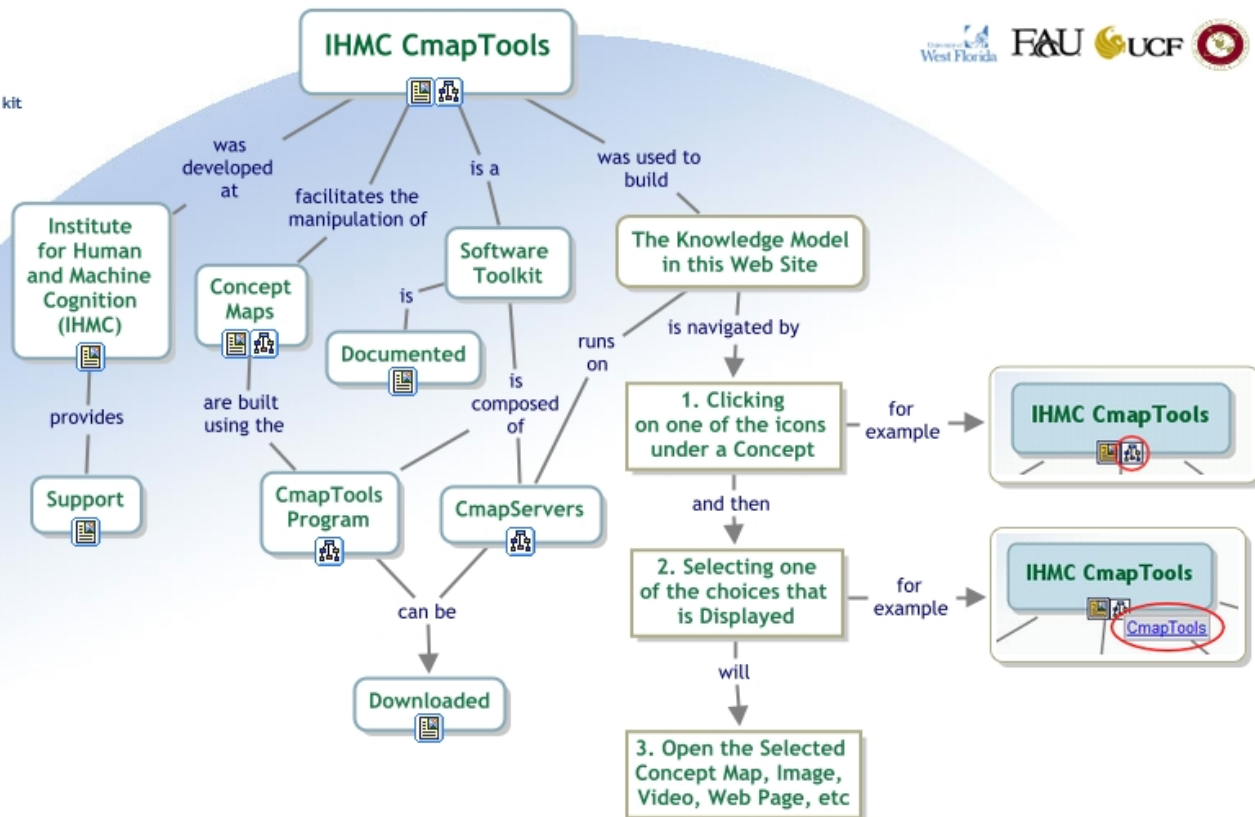 IHMC CmapTools
University of
West Florida
FAU
UCF
kit
was
developed
at
facilitates the
manipulation of
is a
was used to
build
Institute
for Human
and Machine
Cognition
(IHMC)
Concept
Maps
Software
Toolkit
The Knowledge Model
in this Web Site
is
Documented
runs
on
is navigated by
provides
are built
using the
is
composed
of
1. Clicking
on one of the icons
under a Concept
for
example
IHMC CmapTools
Support
CmapTools
Program
CmapServers
and then
2. Selecting one
of the choices that
is Displayed
for
example
IHMC CmapTools
CmapTools
can be
will
Downloaded
3. Open the Selected
Concept Map, Image,
Video, Web Page, etc